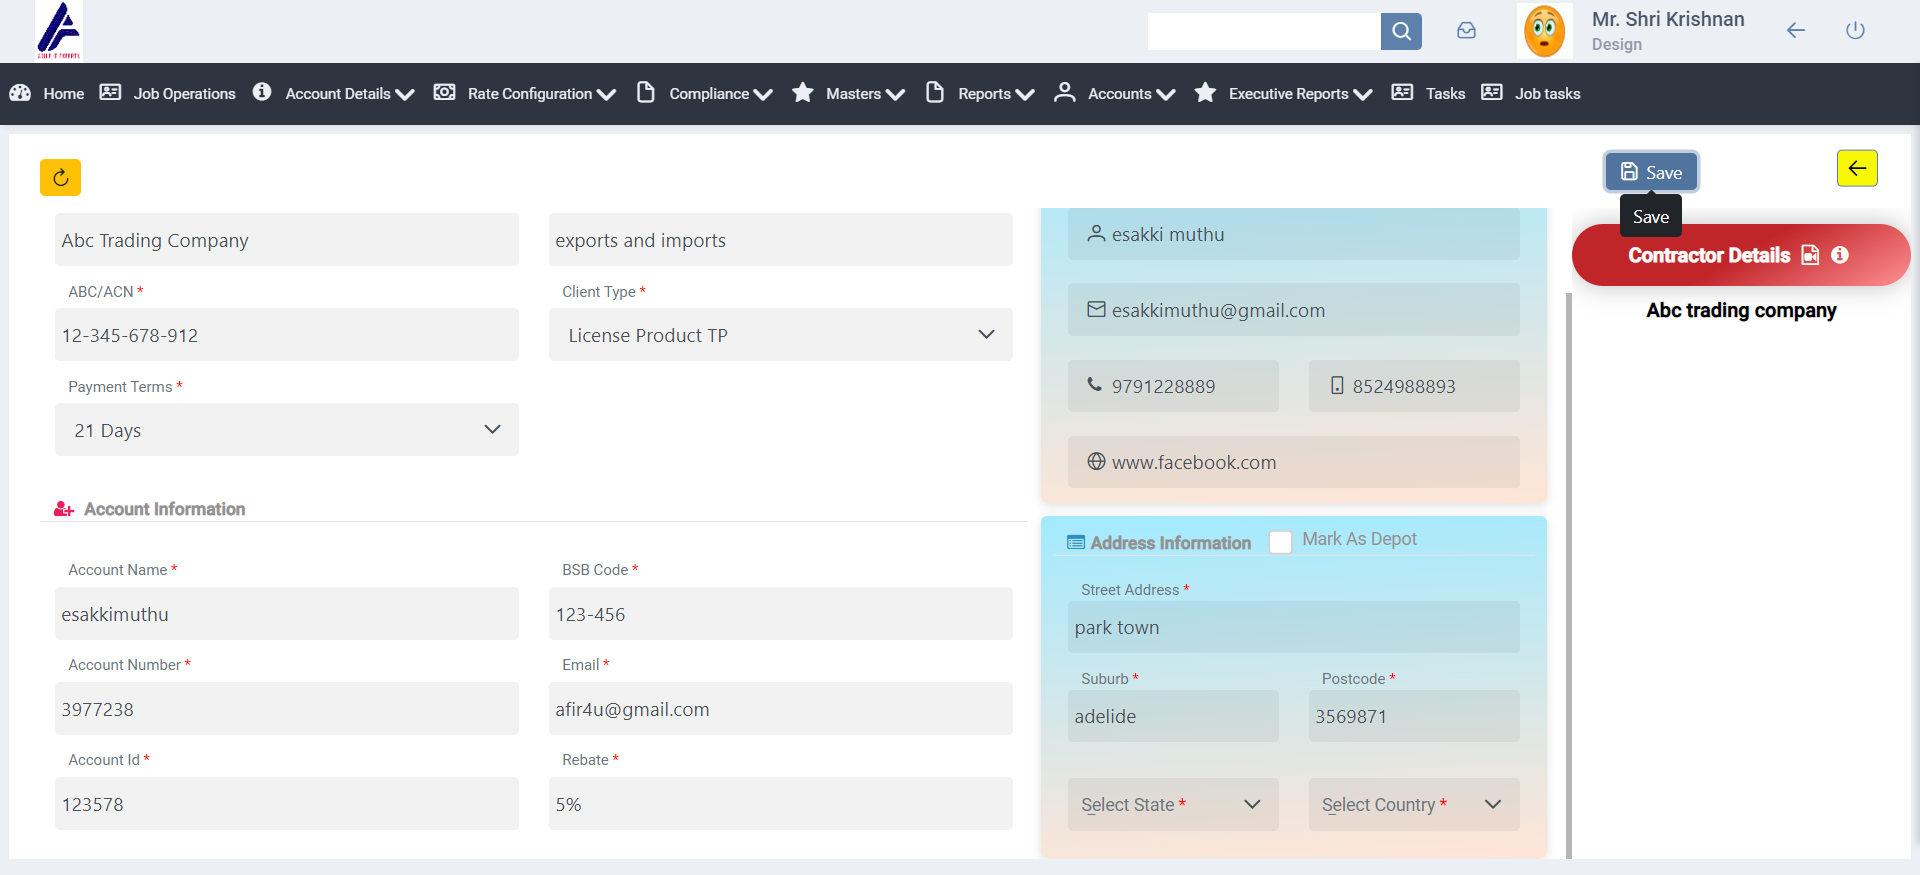 Mr. Shri Krishnan
Design
Home Job Operations Account Details Rate Configuration Compliance Masters Reports Accounts Executive Reports Tasks Job tasks
Save
Save
Contractor Details
Abc trading company
Abc Trading Company
exports and imports
ABC/ACN *
Client Type *
12-345-678-912
License Product TP
Payment Terms *
21 Days
Account Information
Account Name *
BSB Code *
esakkimuthu
123-456
Account Number *
Email *
3977238
afir4u@gmail.com
Account Id *
Rebate *
123578
5%
esakki muthu
esakkimuthu@gmail.com
9791228889
8524988893
www.facebook.com
Address Information
Mark As Depot
Street Address *
park town
Suburb *
Postcode *
adelide
3569871
Select State *
Select Country *